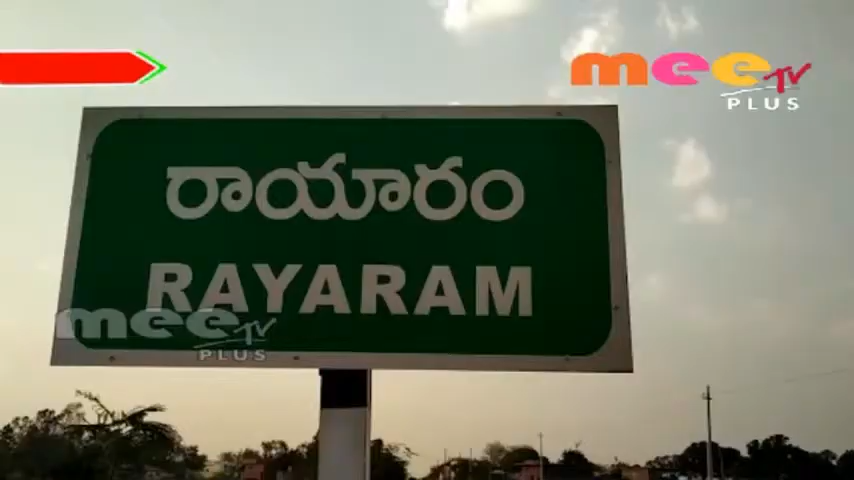 mee TV
PLUS
రాయారం
RAYARAM
mee TV
PLUS